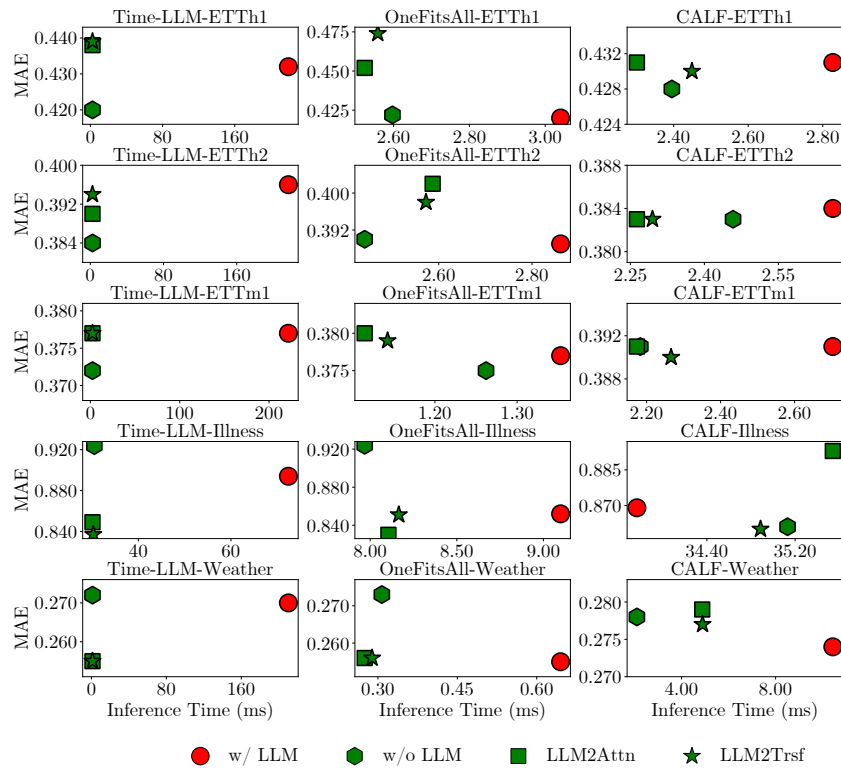 Time-LLM-ETTh1
OneFitsAll-ETTh1
CALF-ETTh1
MAE
0.440
0.432
0.420
0 80 160
0.475
0.450
0.425
2.60 2.80 3.00
0.432
0.428
0.424
2.40 2.60 2.80
Time-LLM-ETTh2
OneFitsAll-ETTh2
CALF-ETTh2
MAE
0.400
0.392
0.384
0 80 160
0.400
0.392
2.60 2.80
0.388
0.384
0.380
2.25 2.40 2.55
Time-LLM-ETTm1
OneFitsAll-ETTm1
CALF-ETTm1
MAE
0.380
0.375
0.370
0 100 200
0.380
0.375
1.20 1.30
0.392
0.388
2.20 2.40 2.60
Time-LLM-Illness
OneFitsAll-Illness
CALF-Illness
MAE
0.920
0.880
0.840
40 60
0.920
0.880
0.840
8.00 8.50 9.00
0.885
0.870
34.40 35.20
Time-LLM-Weather
OneFitsAll-Weather
CALF-Weather
MAE
0.270
0.260
0 80 160
Inference Time (ms)
0.270
0.260
0.30 0.45 0.60
Inference Time (ms)
0.280
0.275
0.270
4.00 8.00
Inference Time (ms)
w/ LLM w/o LLM LLM2Attn LLM2Trsf